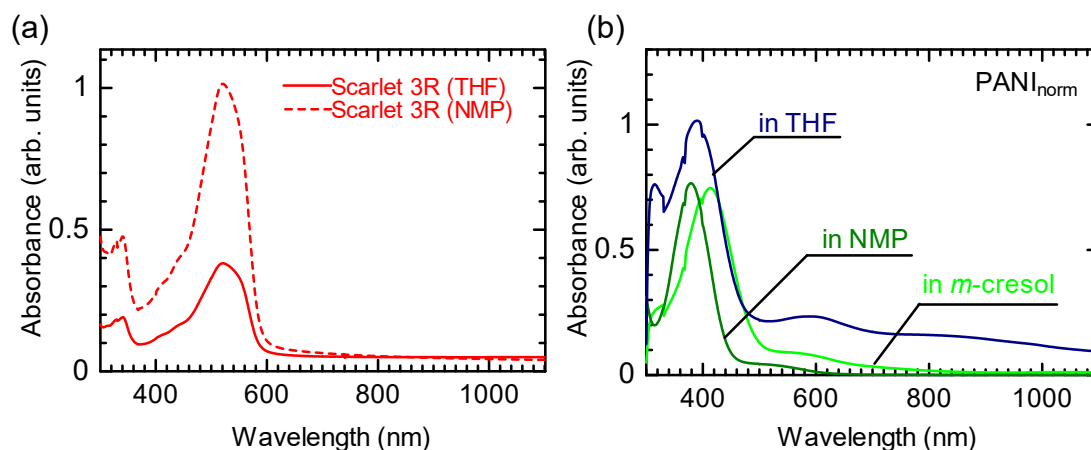 (a)
Absorbance (arb. units)
1
0.5
0
Scarlet 3R (THF)
Scarlet 3R (NMP)
400
600
800
1000
Wavelength (nm)
(b)
Absorbance (arb. units)
1
0.5
0
PANInorm
in THF
in NMP
in m-cresol
400
600
800
1000
Wavelength (nm)